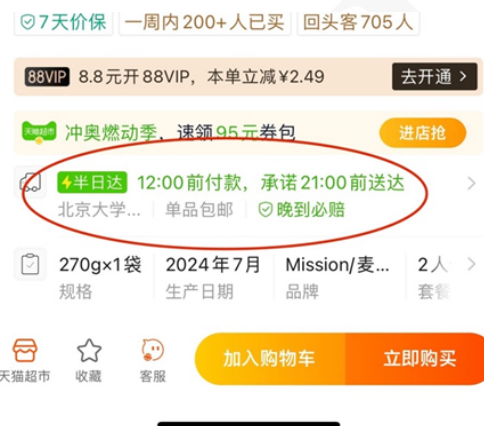 7天价保 一周内200+人已买 回头客705人
88VIP 8.8元开88VIP，本单立减¥2.49 去开通 >
天猫超市 冲奥燃动季，速领95元券包 进店抢
半日达 12:00前付款，承诺21:00前送达
北京大学... 单品包邮 晚到必赔
270g×1袋 2024年7月 Mission/麦... 2人
规格 生产日期 品牌 套餐
天猫超市 收藏 客服 加入购物车 立即购买